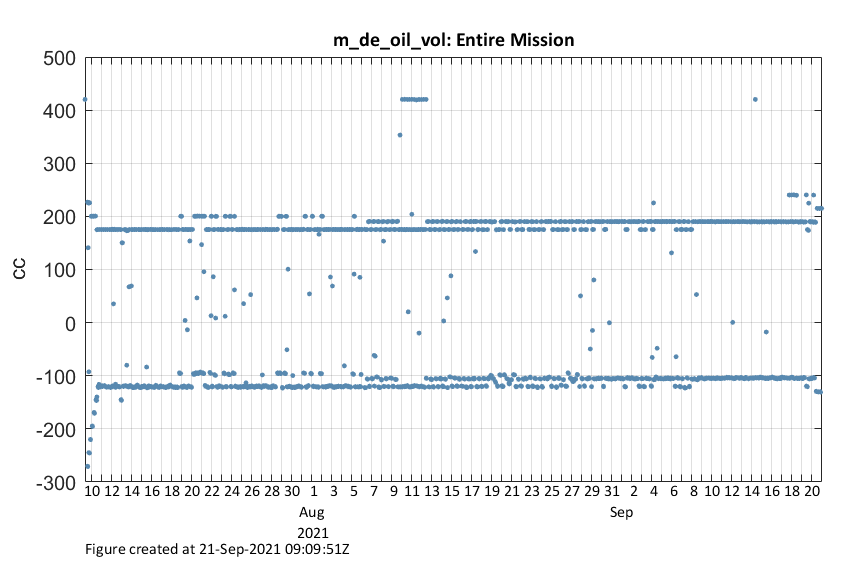 m_de_oil_vol: Entire Mission
500
400
300
200
100
0
-100
-200
-300
CC
10 12 14 16 18 20 22 24 26 28 30 1 3 5 7 9 11 13 15 17 19 21 23 25 27 29 31 2 4 6 8 10 12 14 16 18 20
Aug Sep
2021
Figure created at 21-Sep-2021 09:09:51Z